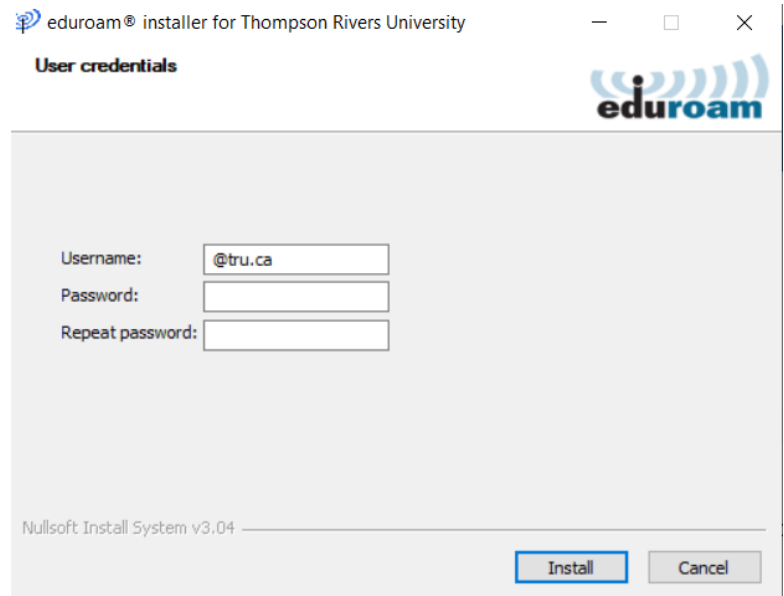 eduroam® installer for Thompson Rivers University
User credentials
eduroam
Username:
@tru.ca
Password:
Repeat password:
Nullsoft Install System v3.04
Install
Cancel